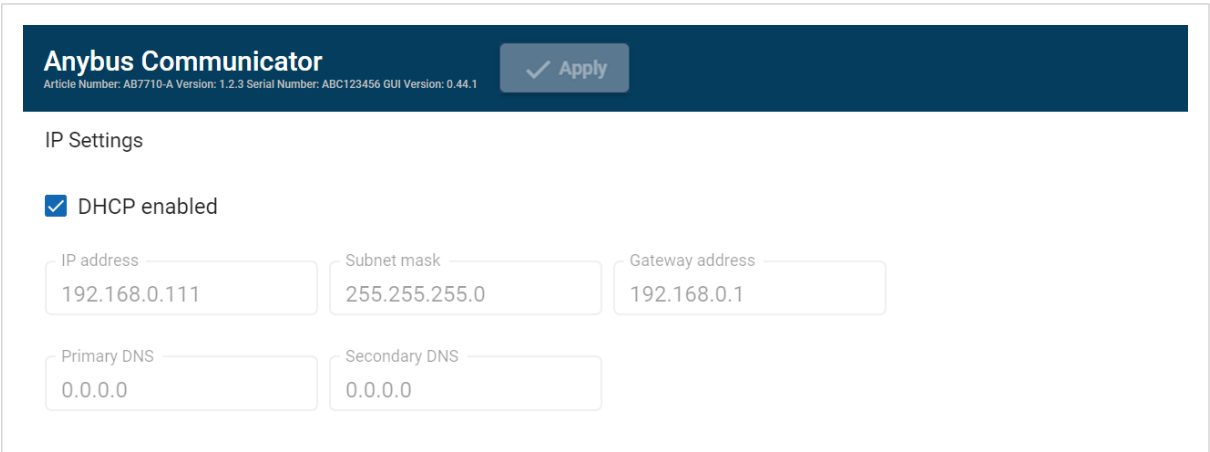 Anybus Communicator
Article Number: AB7710-A Version: 1.2.3 Serial Number: ABC123456 GUI Version: 0.44.1
Apply
IP Settings
DHCP enabled
IP address
192.168.0.111
Subnet mask
255.255.255.0
Gateway address
192.168.0.1
Primary DNS
0.0.0.0
Secondary DNS
0.0.0.0